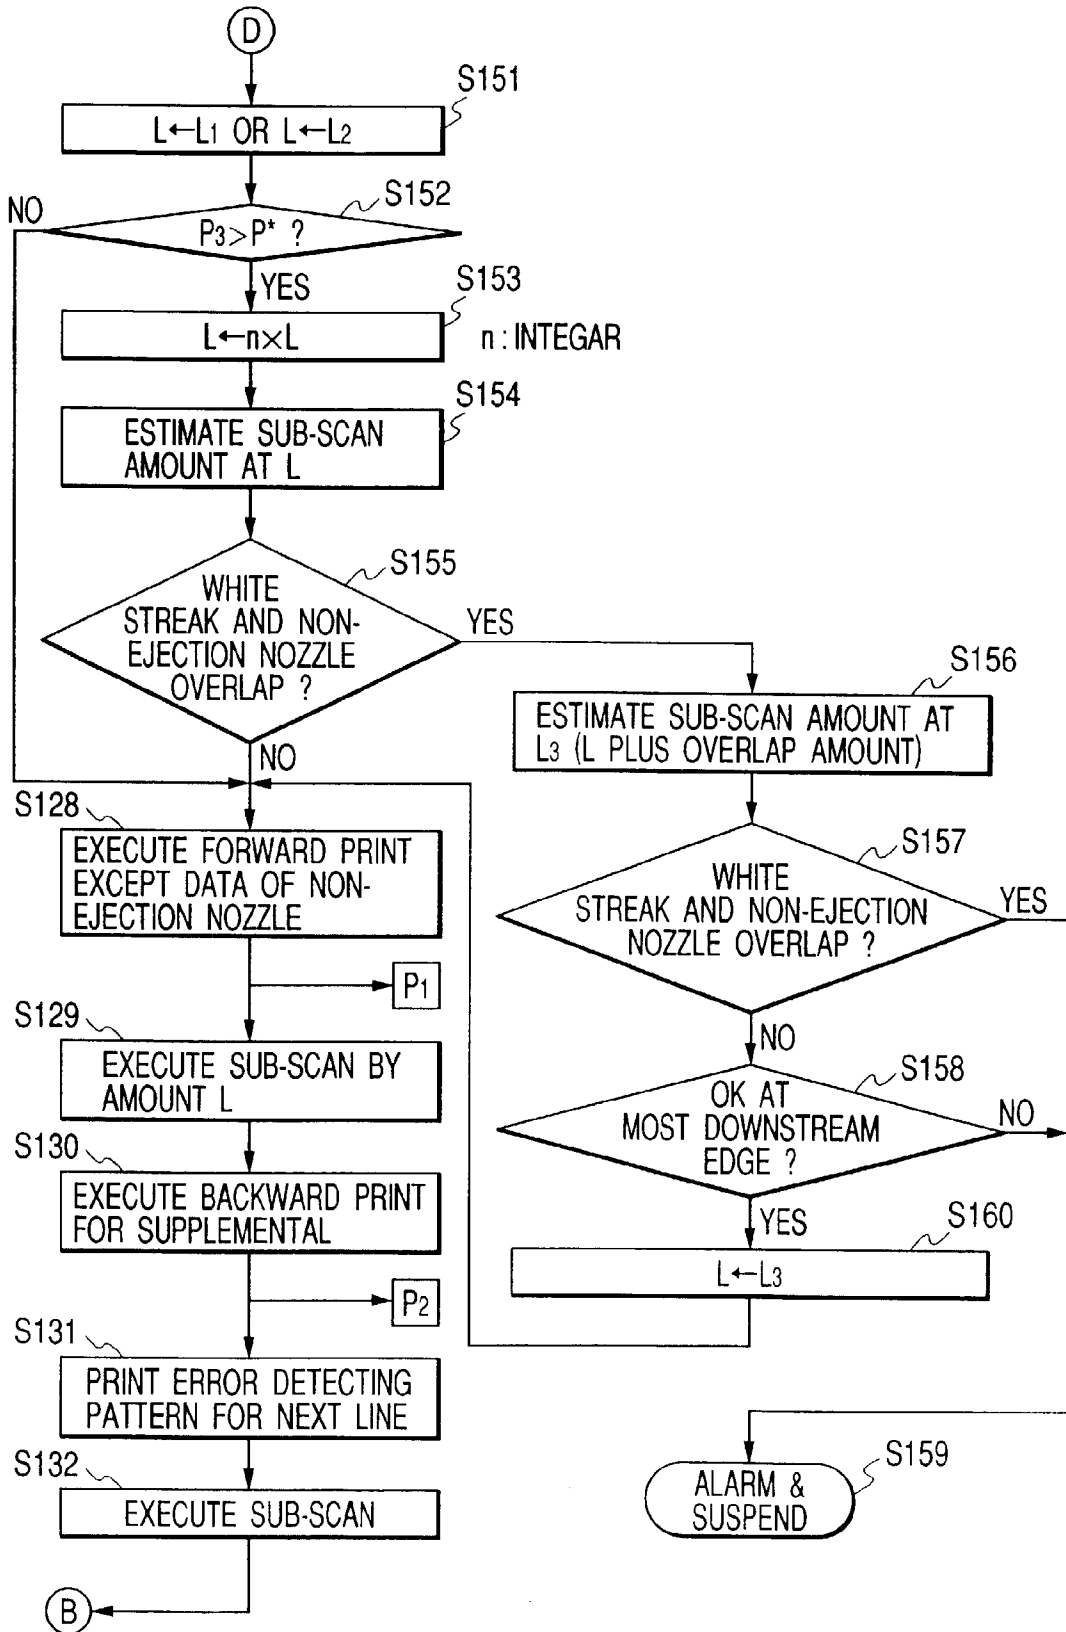 D
S151
L←L1 OR L←L2
S152
NO
P3>P* ?
YES
S153
L←n×L
n : INTEGAR
S154
ESTIMATE SUB-SCAN
AMOUNT AT L
S155
WHITE
STREAK AND NON-
EJECTION NOZZLE
OVERLAP ?
YES
NO
S156
ESTIMATE SUB-SCAN AMOUNT AT
L3 (L PLUS OVERLAP AMOUNT)
S157
WHITE
STREAK AND NON-EJECTION
NOZZLE OVERLAP ?
YES
NO
S158
OK AT
MOST DOWNSTREAM
EDGE ?
NO
YES
S160
L←L3
S128
EXECUTE FORWARD PRINT
EXCEPT DATA OF NON-
EJECTION NOZZLE
P1
S129
EXECUTE SUB-SCAN BY
AMOUNT L
S130
EXECUTE BACKWARD PRINT
FOR SUPPLEMENTAL
P2
S131
PRINT ERROR DETECTING
PATTERN FOR NEXT LINE
S132
EXECUTE SUB-SCAN
B
S159
ALARM &
SUSPEND